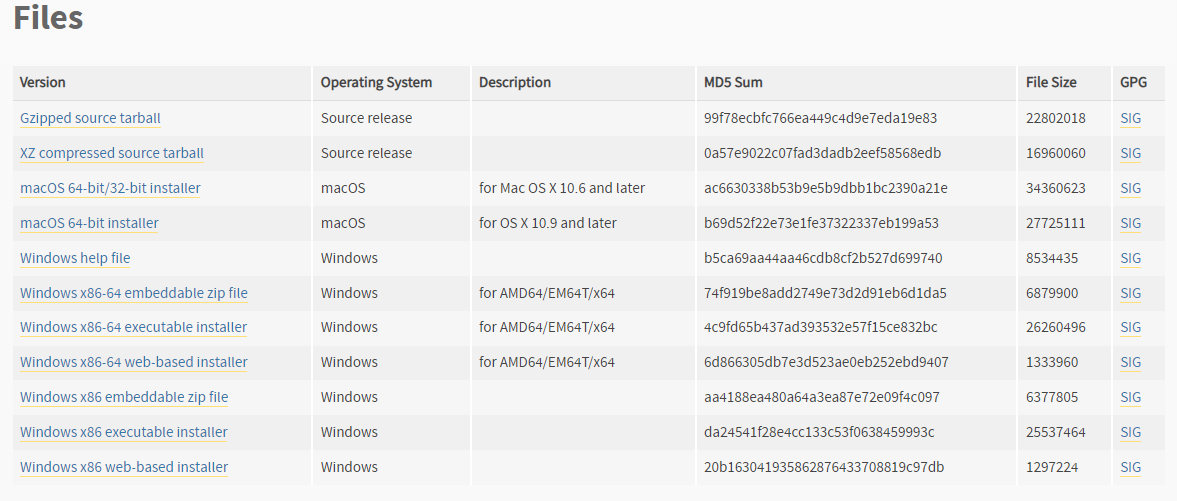 Files
Version Operating System Description MD5 Sum File Size GPG
Gzipped source tarball Source release 99f78ecbfc766ea449c4d9e7eda19e83 22802018 SIG
XZ compressed source tarball Source release 0a57e9022c07fad3dadb2eef58568edb 16960060 SIG
macOS 64-bit/32-bit installer macOS for Mac OS X 10.6 and later ac6630338b53b9e5b9dbb1bc2390a21e 34360623 SIG
macOS 64-bit installer macOS for OS X 10.9 and later b69d52f22e73e1fe37322337eb199a53 27725111 SIG
Windows help file Windows b5ca69aa44aa46cdb8cf2b527d699740 8534435 SIG
Windows x86-64 embeddable zip file Windows for AMD64/EM64T/x64 74f919be8add2749e73d2d91eb6d1da5 6879900 SIG
Windows x86-64 executable installer Windows for AMD64/EM64T/x64 4c9fd65b437ad393532e57f15ce832bc 26260496 SIG
Windows x86-64 web-based installer Windows for AMD64/EM64T/x64 6d866305db7e3d523ae0eb252ebd9407 1333960 SIG
Windows x86 embeddable zip file Windows aa4188ea480a64a3ea87e72e09f4c097 6377805 SIG
Windows x86 executable installer Windows da24541f28e4cc133c53f0638459993c 25537464 SIG
Windows x86 web-based installer Windows 20b163041935862876433708819c97db 1297224 SIG